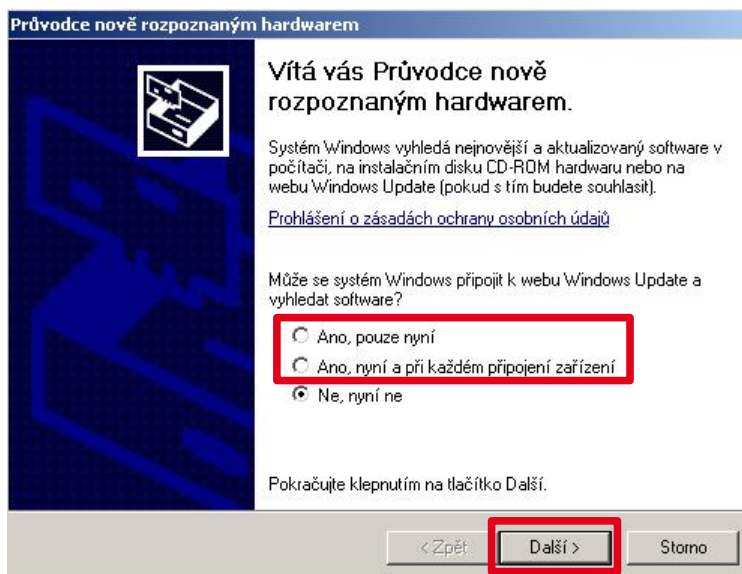 Průvodce nově rozpoznaným hardwarem
Vítá vás Průvodce nově
rozpoznaným hardwarem.
Systém Windows vyhledá nejnovější a aktualizovaný software v
počítači, na instalačním disku CD-ROM hardwaru nebo na
webu Windows Update (pokud s tím budete souhlasit).
Prohlášení o zásadách ochrany osobních údajů
Může se systém Windows připojit k webu Windows Update a
vyhledat software?
Ano, pouze nyní
Ano, nyní a při každém připojení zařízení
Ne, nyní ne
Pokračujte klepnutím na tlačítko Další.
< Zpět
Další >
Storno